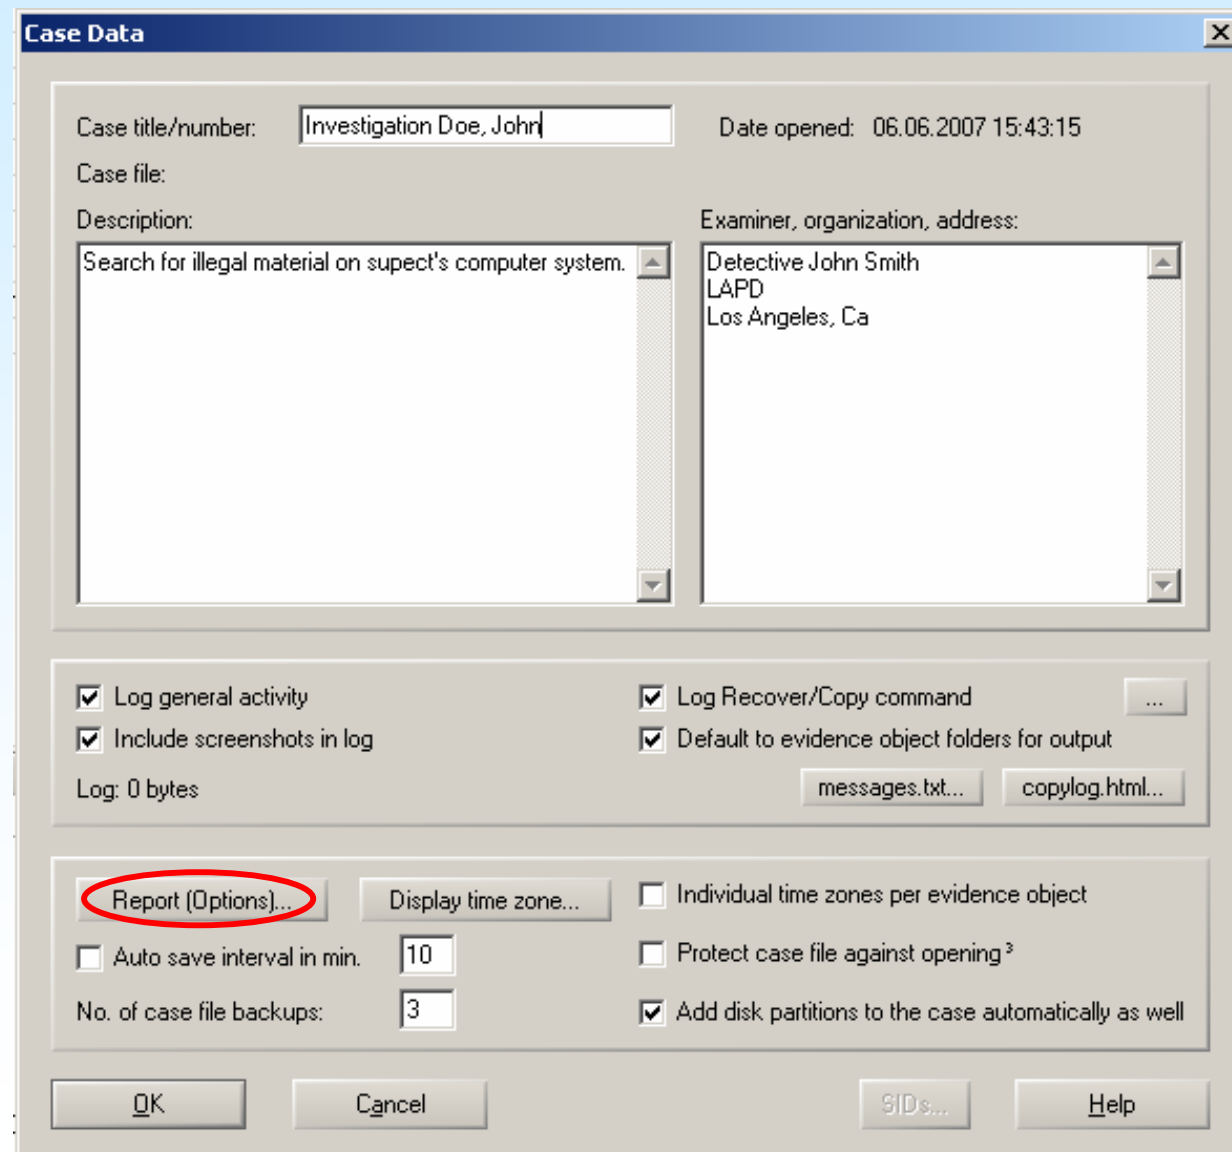 Case Data
Case title/number: Investigation Doe, John Date opened: 06.06.2007 15:43:15
Case file:
Description: Examiner, organization, address:
Search for illegal material on supect's computer system.
Detective John Smith
LAPD
Los Angeles, Ca
Log general activity Log Recover/Copy command ...
Include screenshots in log Default to evidence object folders for output
Log: 0 bytes messages.txt... copylog.html...
Report (Options)... Display time zone... Individual time zones per evidence object
Auto save interval in min. 10 Protect case file against opening ³
No. of case file backups: 3 Add disk partitions to the case automatically as well
OK Cancel SIDs... Help